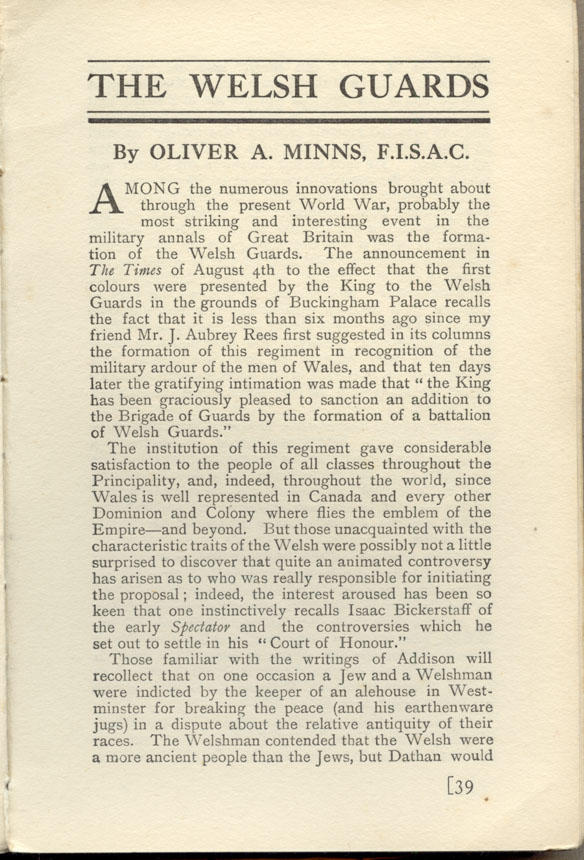 THE WELSH GUARDS
By OLIVER A. MINNS, F.I.S.A.C.
AMONG the numerous innovations brought about
through the present World War, probably the
most striking and interesting event in the
military annals of Great Britain was the forma-
tion of the Welsh Guards. The announcement in
The Times of August 4th to the effect that the first
colours were presented by the King to the Welsh
Guards in the grounds of Buckingham Palace recalls
the fact that it is less than six months ago since my
friend Mr. J. Aubrey Rees first suggested in its columns
the formation of this regiment in recognition of the
military ardour of the men of Wales, and that ten days
later the gratifying intimation was made that “ the King
has been graciously pleased to sanction an addition to
the Brigade of Guards by the formation of a battalion
of Welsh Guards.”
The institution of this regiment gave considerable
satisfaction to the people of all classes throughout the
Principality, and, indeed, throughout the world, since
Wales is well represented in Canada and every other
Dominion and Colony where flies the emblem of the
Empire—and beyond. But those unacquainted with the
characteristic traits of the Welsh were possibly not a little
surprised to discover that quite an animated controversy
has arisen as to who was really responsible for initiating
the proposal ; indeed, the interest aroused has been so
keen that one instinctively recalls Isaac Bickerstaff of
the early Spectator and the controversies which he
set out to settle in his “ Court of Honour.”
Those familiar with the writings of Addison will
recollect that on one occasion a Jew and a Welshman
were indicted by the keeper of an alehouse in West-
minster for breaking the peace (and his earthenware
jugs) in a dispute about the relative antiquity of their
races. The Welshman contended that the Welsh were
a more ancient people than the Jews, but Dathan would
[39